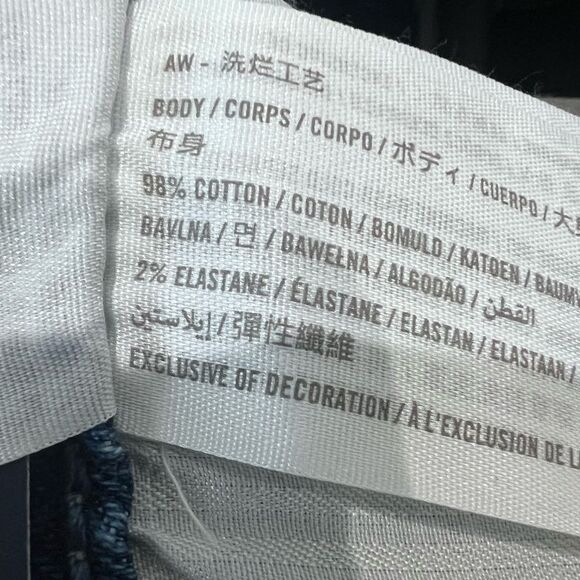 AW - 洗烂工艺
BODY / CORPS / CORPO / ボディ / CUERPO / 大
布身
98% COTTON / COTON / BOMULD / KATOEN / BAUMW
BAVLNA / 면 / BAWEŁNA / ALGODÃO / القطن
2% ELASTANE / ÉLASTANE / ELASTAN / ELASTAAN /
إيلاستين / 彈性纖維
EXCLUSIVE OF DECORATION / À L'EXCLUSION DE LA